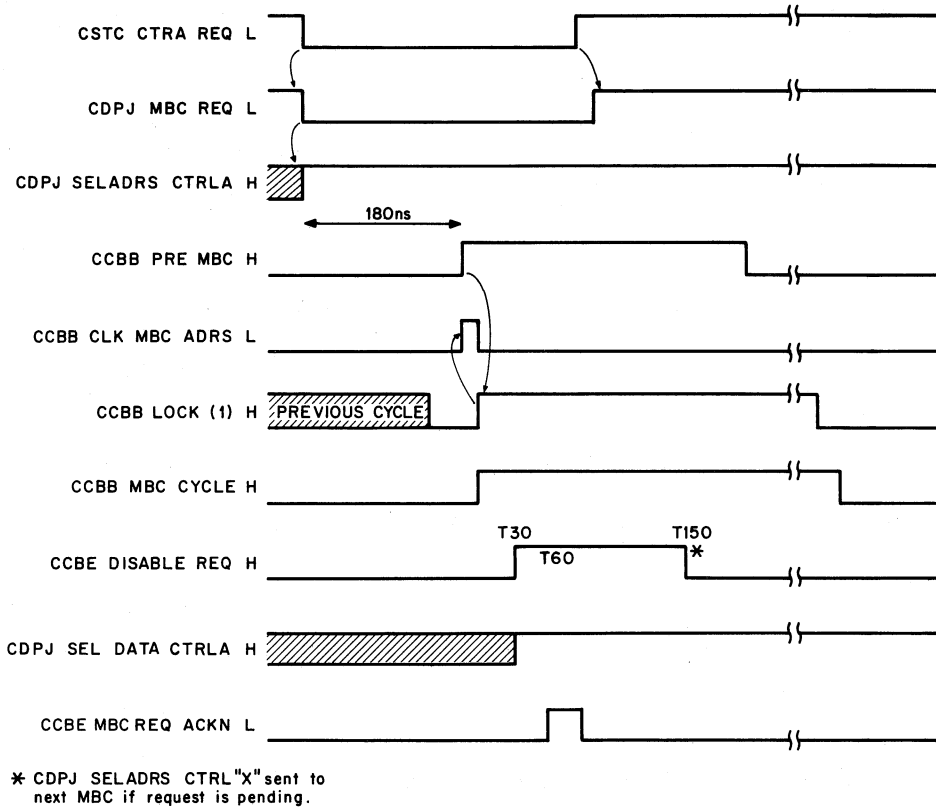 CSTC CTRA REQ L
CDPJ MBC REQ L
CDPJ SELADRS CTRLA H
180ns
CCBB PRE MBC H
CCBB CLK MBC ADRS L
CCBB LOCK (1) H
PREVIOUS CYCLE
CCBB MBC CYCLE H
T30
T150
CCBE DISABLE REQ H
T60
*
CDPJ SEL DATA CTRLA H
CCBE MBC REQ ACKN L
* CDPJ SELADRS CTRL "X" sent to
next MBC if request is pending.